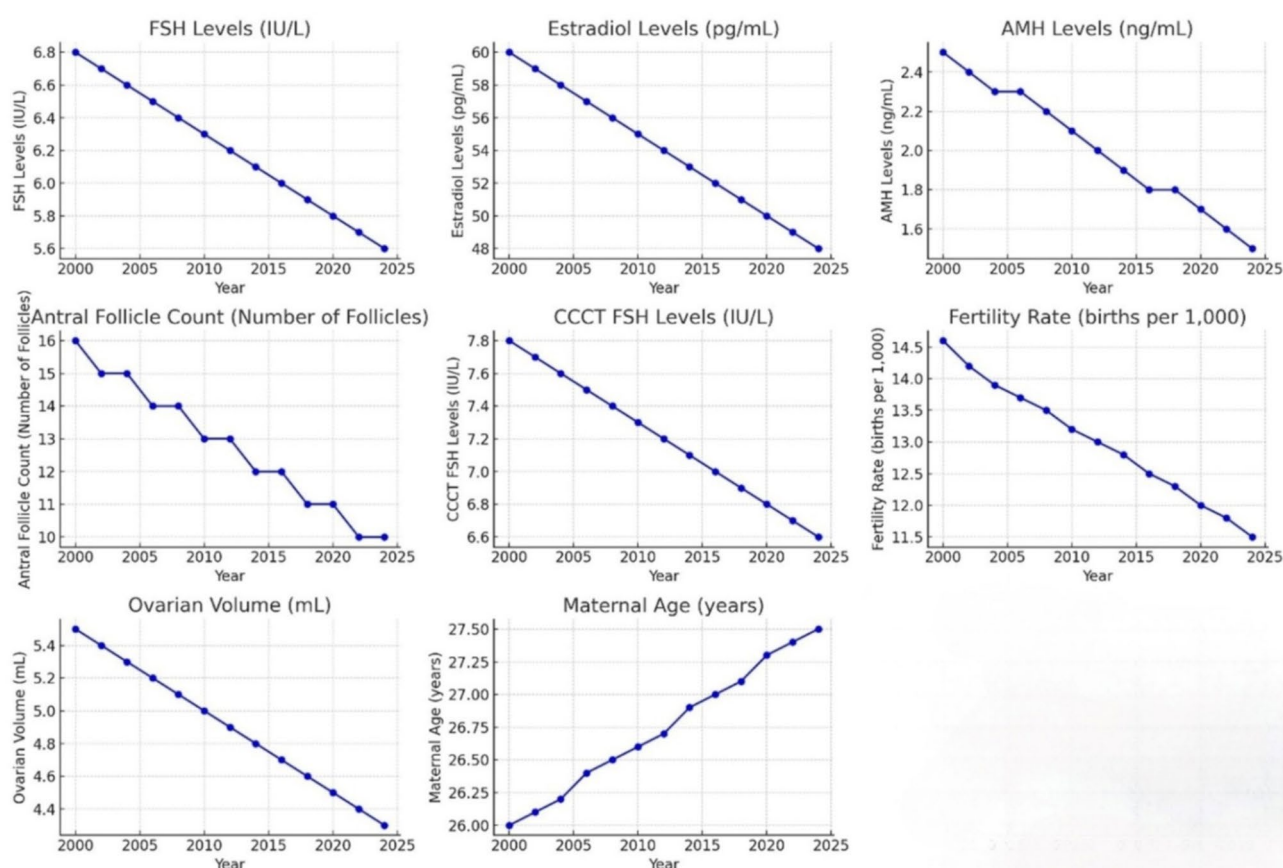 FSH Levels (IU/L)
FSH Levels (IU/L)
6.8
6.6
6.4
6.2
6.0
5.8
5.6
2000 2005 2010 2015 2020 2025
Year
Estradiol Levels (pg/mL)
Estradiol Levels (pg/mL)
60
58
56
54
52
50
48
2000 2005 2010 2015 2020 2025
Year
AMH Levels (ng/mL)
AMH Levels (ng/mL)
2.4
2.2
2.0
1.8
1.6
2000 2005 2010 2015 2020 2025
Year
Antral Follicle Count (Number of Follicles)
Antral Follicle Count (Number of Follicles)
16
15
14
13
12
11
10
2000 2005 2010 2015 2020 2025
Year
CCCT FSH Levels (IU/L)
CCCT FSH Levels (IU/L)
7.8
7.6
7.4
7.2
7.0
6.8
6.6
2000 2005 2010 2015 2020 2025
Year
Fertility Rate (births per 1,000)
Fertility Rate (births per 1,000)
14.5
14.0
13.5
13.0
12.5
12.0
11.5
2000 2005 2010 2015 2020 2025
Year
Ovarian Volume (mL)
Ovarian Volume (mL)
5.4
5.2
5.0
4.8
4.6
4.4
2000 2005 2010 2015 2020 2025
Year
Maternal Age (years)
Maternal Age (years)
27.50
27.25
27.00
26.75
26.50
26.25
26.00
2000 2005 2010 2015 2020 2025
Year